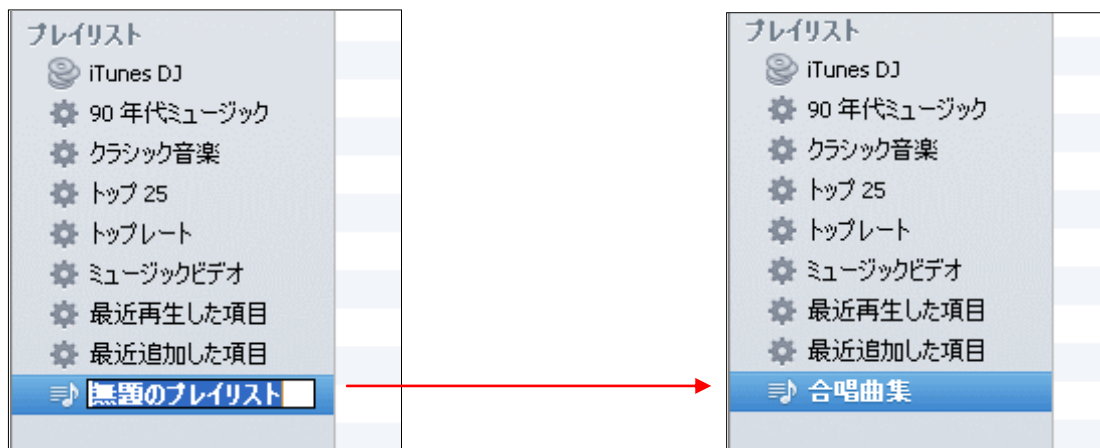 プレイリスト
iTunes DJ
90 年代ミュージック
クラシック音楽
トップ 25
トップレート
ミュージックビデオ
最近再生した項目
最近追加した項目
無題のプレイリスト
プレイリスト
iTunes DJ
90 年代ミュージック
クラシック音楽
トップ 25
トップレート
ミュージックビデオ
最近再生した項目
最近追加した項目
合唱曲集